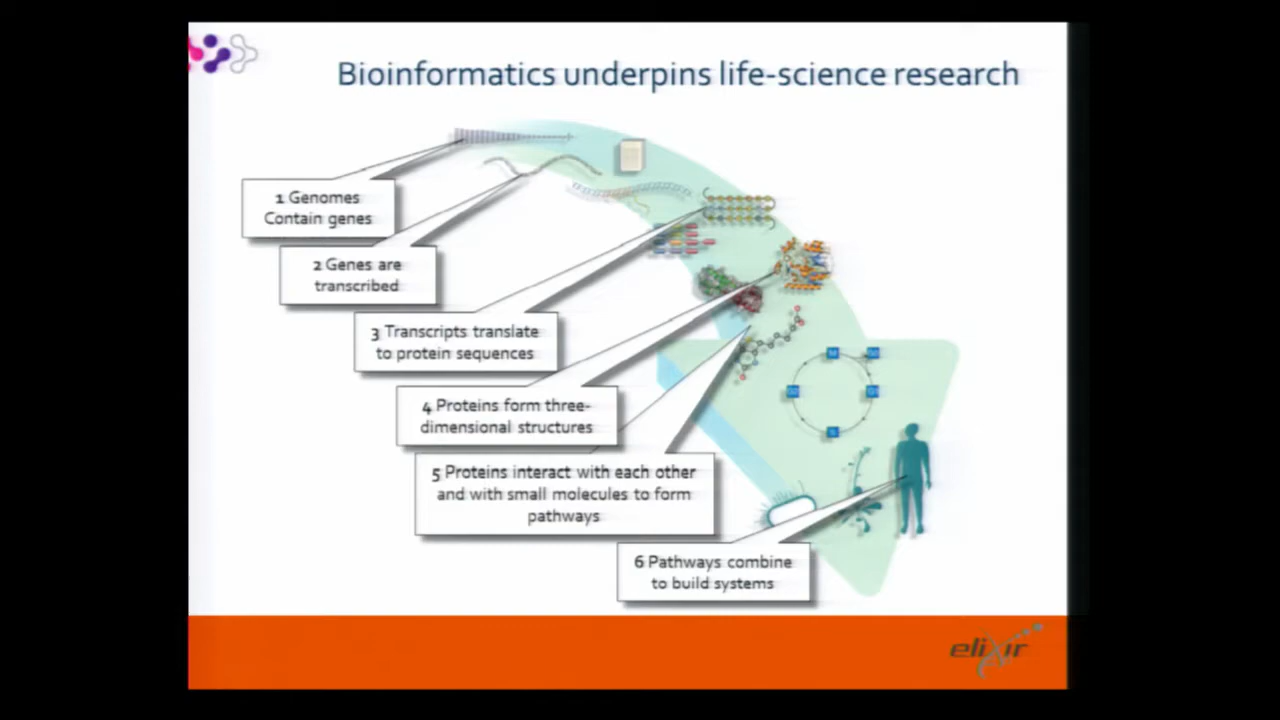 Bioinformatics underpins life-science research
1 Genomes
Contain genes
2 Genes are
transcribed
3 Transcripts translate
to protein sequences
4 Proteins form three-
dimensional structures
5 Proteins interact with each other
and with small molecules to form
pathways
6 Pathways combine
to build systems
elixir